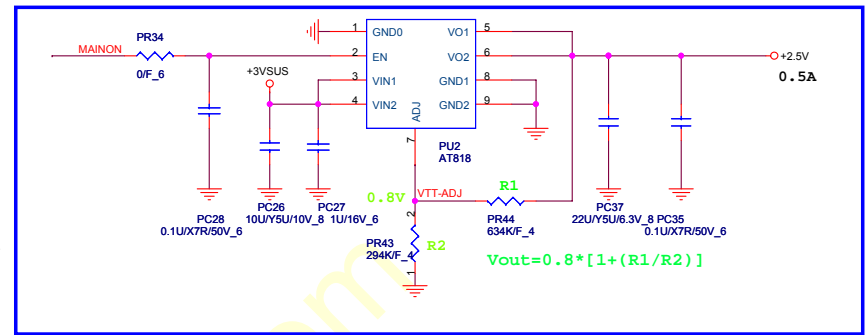 PR34
MAINON
0/F_6
+3VSUS
1 GND0 VO1 5
2 EN VO2 6
3 VIN1 GND1 8
4 VIN2 GND2 9
ADJ
7
PU2
AT818
+2.5V
0.5A
0.8V
VTT-ADJ
R1
PR44
634K/F_4
2
PR43
294K/F_4
R2
1
PC28
0.1U/X7R/50V_6
PC26
10U/Y5U/10V_8
PC27
1U/16V_6
PC37
22U/Y5U/6.3V_8
PC35
0.1U/X7R/50V_6
Vout=0.8*[1+(R1/R2)]